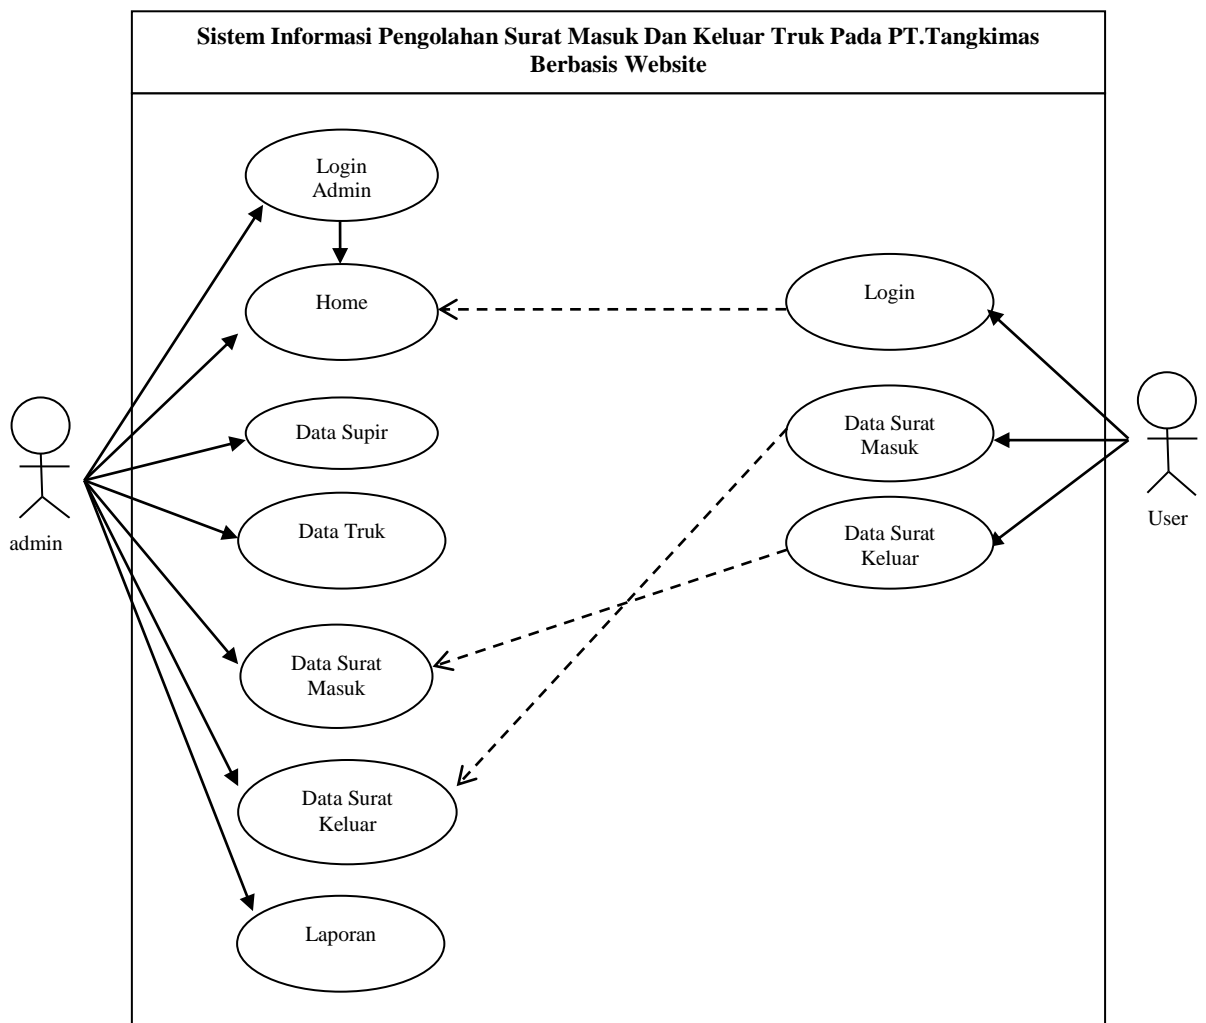 Sistem Informasi Pengolahan Surat Masuk Dan Keluar Truk Pada PT.Tangkimas
Berbasis Website
Login
Admin
Home
Login
Data Supir
Data Surat
Masuk
Data Truk
Data Surat
Keluar
admin
User
Data Surat
Masuk
Data Surat
Keluar
Laporan